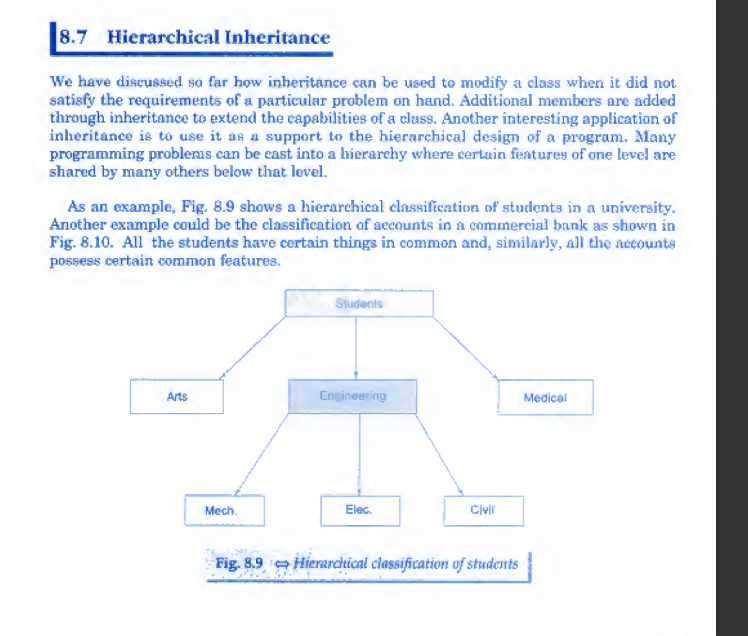 8.7 Hierarchical Inheritance
We have discussed so far how inheritance can be used to modify a class when it did not
satisfy the requirements of a particular problem on hand. Additional members are added
through inheritance to extend the capabilities of a class. Another interesting application of
inheritance is to use it as a support to the hierarchical design of a program. Many
programming problems can be cast into a hierarchy where certain features of one level are
shared by many others below that level.
As an example, Fig. 8.9 shows a hierarchical classification of students in a university.
Another example could be the classification of accounts in a commercial bank as shown in
Fig. 8.10. All the students have certain things in common and, similarly, all the accounts
possess certain common features.
Students
Arts Engineering Medical
Mech. Elec. Civil
Fig. 8.9 ⇔ Hierarchical classification of students